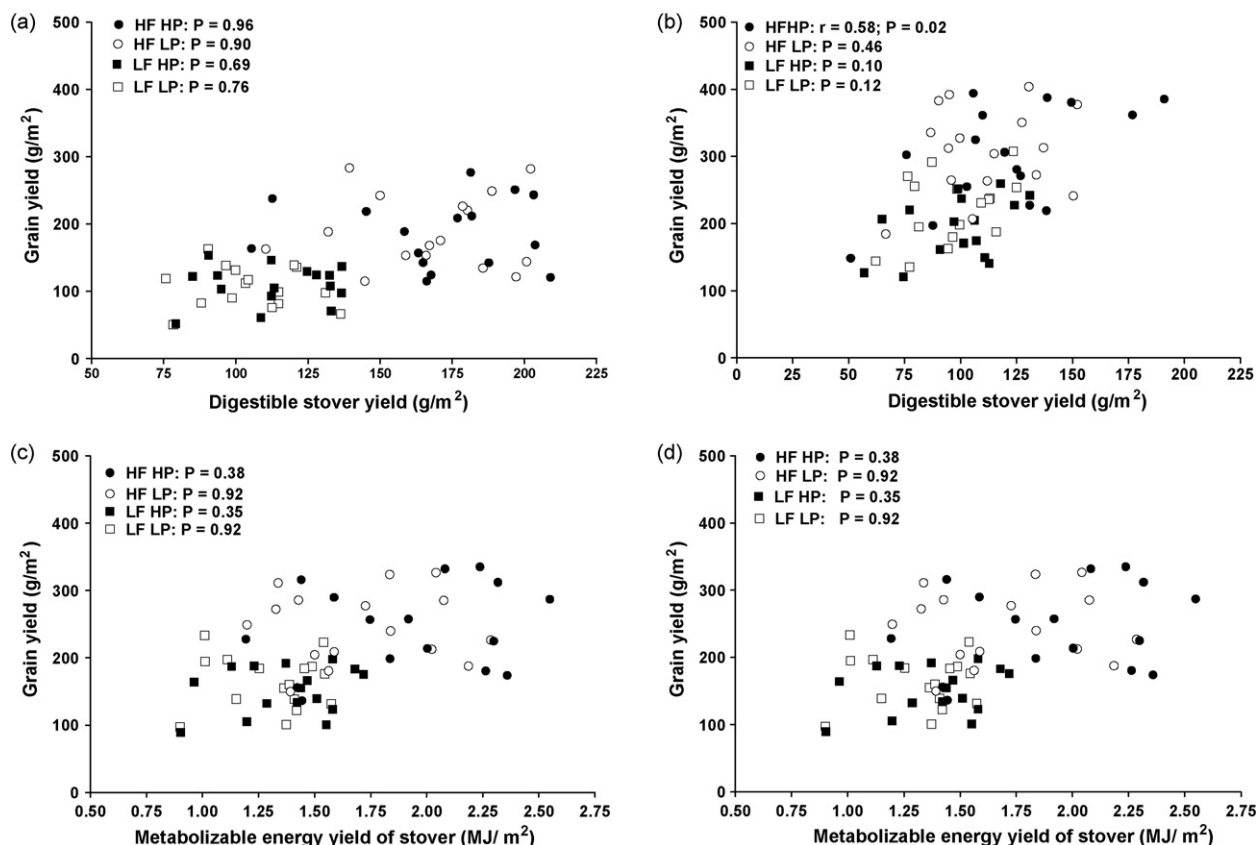 (a)
HF HP: P = 0.96
HF LP: P = 0.90
LF HP: P = 0.69
LF LP: P = 0.76
500
400
300
200
100
0
Grain yield (g/m²)
50 75 100 125 150 175 200 225
Digestible stover yield (g/m²)
(b)
HFHP: r = 0.58; P = 0.02
HF LP: P = 0.46
LF HP: P = 0.10
LF LP: P = 0.12
500
400
300
200
100
0
Grain yield (g/m²)
0 25 50 75 100 125 150 175 200 225
Digestible stover yield (g/m²)
(c)
HF HP: P = 0.38
HF LP: P = 0.92
LF HP: P = 0.35
LF LP: P = 0.92
500
400
300
200
100
0
Grain yield (g/m²)
0.50 0.75 1.00 1.25 1.50 1.75 2.00 2.25 2.50 2.75
Metabolizable energy yield of stover (MJ/ m²)
(d)
HF HP: P = 0.38
HF LP: P = 0.92
LF HP: P = 0.35
LF LP: P = 0.92
500
400
300
200
100
0
Grain yield (g/m²)
0.50 0.75 1.00 1.25 1.50 1.75 2.00 2.25 2.50 2.75
Metabolizable energy yield of stover (MJ/ m²)